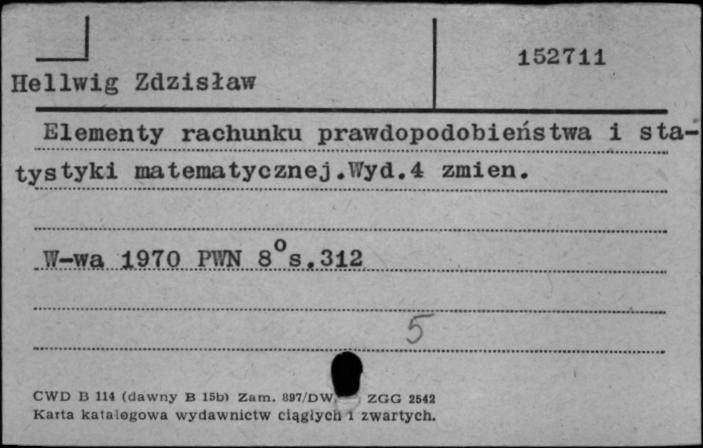 152711
Hellwig Zdzisław
Elementy rachunku prawdopodobieństwa i sta-
tystyki matematycznej.Wyd.4 zmien.
W-wa 1970 PWN 8°s.312
5
CWD B 114 (dawny B 15b) Zam. 897/DW ZGG 2542
Karta katalogowa wydawnictw ciągłych i zwartych.